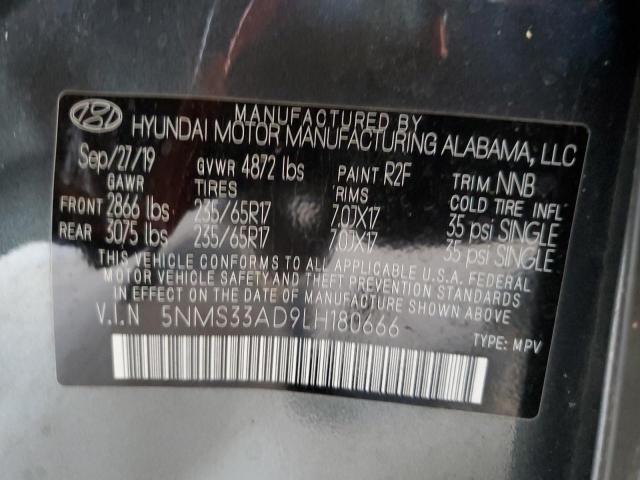 MANUFACTURED BY
HYUNDAI MOTOR MANUFACTURING ALABAMA, LLC
Sep/27/19 GVWR 4872 lbs PAINT R2F TRIM NNB
GAWR TIRES RIMS COLD TIRE INFL
FRONT 2866 lbs 235/65R17 7.0JX17 35 psi SINGLE
REAR 3075 lbs 235/65R17 7.0JX17 35 psi SINGLE
THIS VEHICLE CONFORMS TO ALL APPLICABLE U.S.A. FEDERAL
MOTOR VEHICLE SAFETY AND THEFT PREVENTION STANDARDS
IN EFFECT ON THE DATE OF MANUFACTURE SHOWN ABOVE
V.I.N 5NMS33AD9LH180666
TYPE: MPV